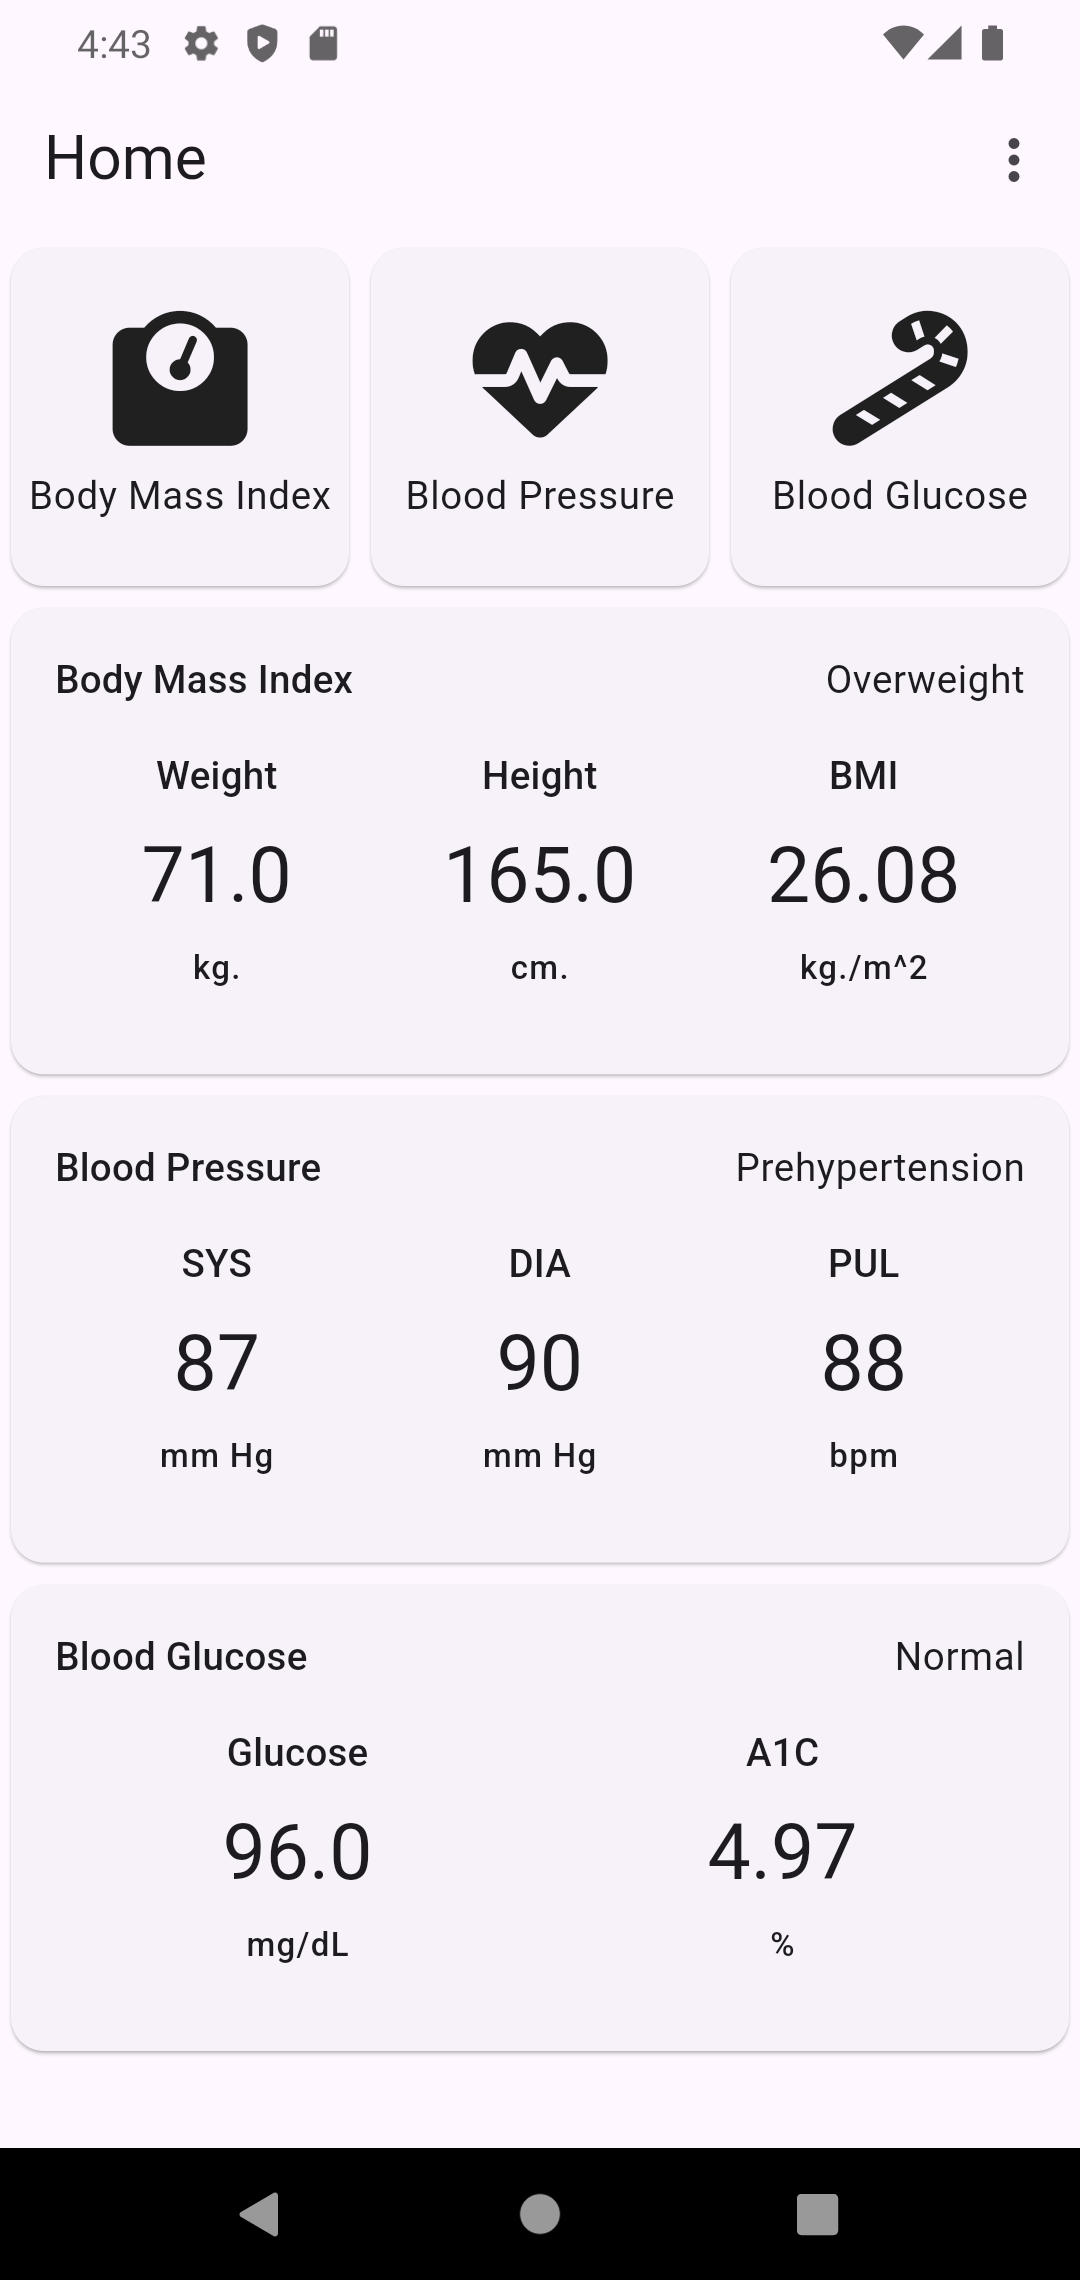 4:43
Home
Body Mass Index
Blood Pressure
Blood Glucose
Body Mass Index Overweight
Weight Height BMI
71.0 165.0 26.08
kg. cm. kg./m^2
Blood Pressure Prehypertension
SYS DIA PUL
87 90 88
mm Hg mm Hg bpm
Blood Glucose Normal
Glucose A1C
96.0 4.97
mg/dL %